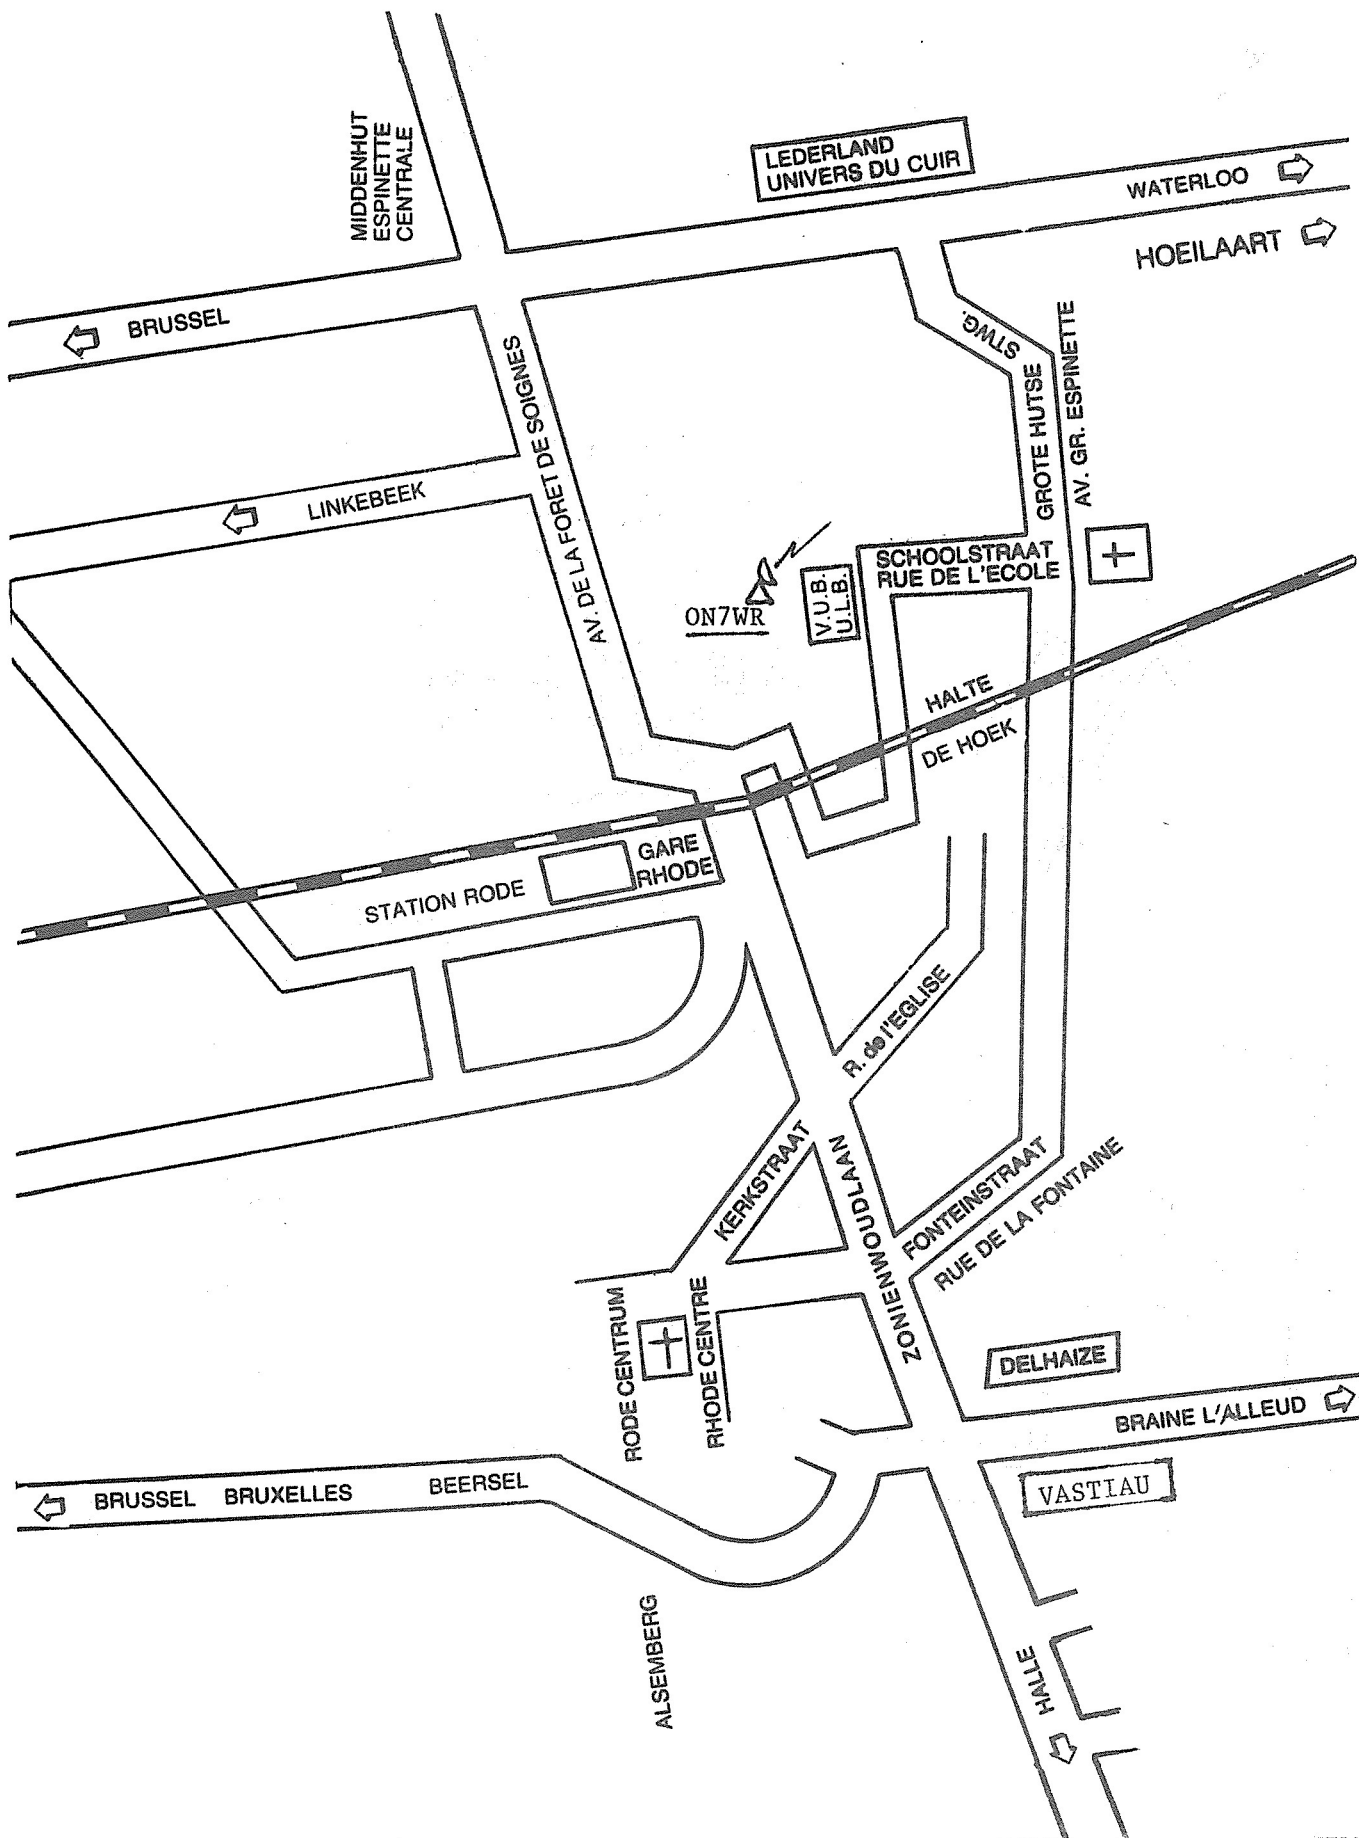 MIDDENHUT
ESPINETTE
CENTRALE
LEDERLAND
UNIVERS DU CUIR
WATERLOO
HOEILAART
BRUSSEL
STWG.
GROTE HUTSE
AV. GR. ESPINETTE
AV. DE LA FORET DE SOIGNES
LINKEBEEK
SCHOOLSTRAAT
RUE DE L'ECOLE
V.U.B.
U.L.B.
ON7WR
HALTE
DE HOEK
GARE
RHODE
STATION RODE
R. de l'EGLISE
KERKSTRAAT
ZONIENWOUDLAAN
FONTEINSTRAAT
RUE DE LA FONTAINE
RODE CENTRUM
RHODE CENTRE
DELHAIZE
BRAINE L'ALLEUD
BRUSSEL BRUXELLES BEERSEL
VASTIAU
ALSEMBERG
HALLE